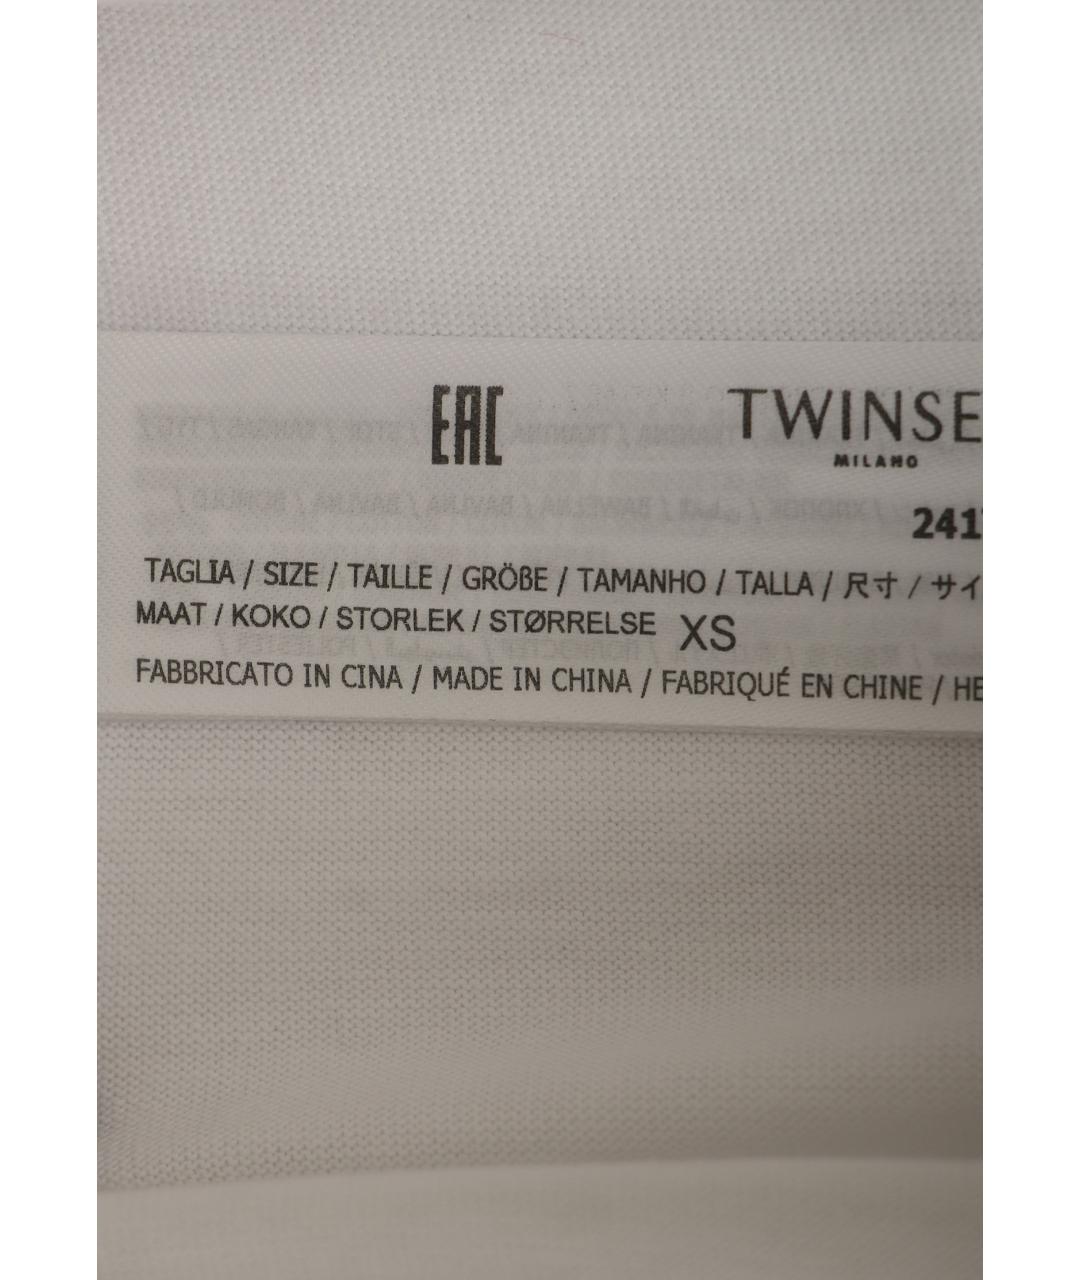 EAC
TWINSE
MILANO
241
TAGLIA / SIZE / TAILLE / GRÖßE / TAMANHO / TALLA / 尺寸 / サイ
MAAT / KOKO / STORLEK / STØRRELSE XS
FABBRICATO IN CINA / MADE IN CHINA / FABRIQUÉ EN CHINE / HE